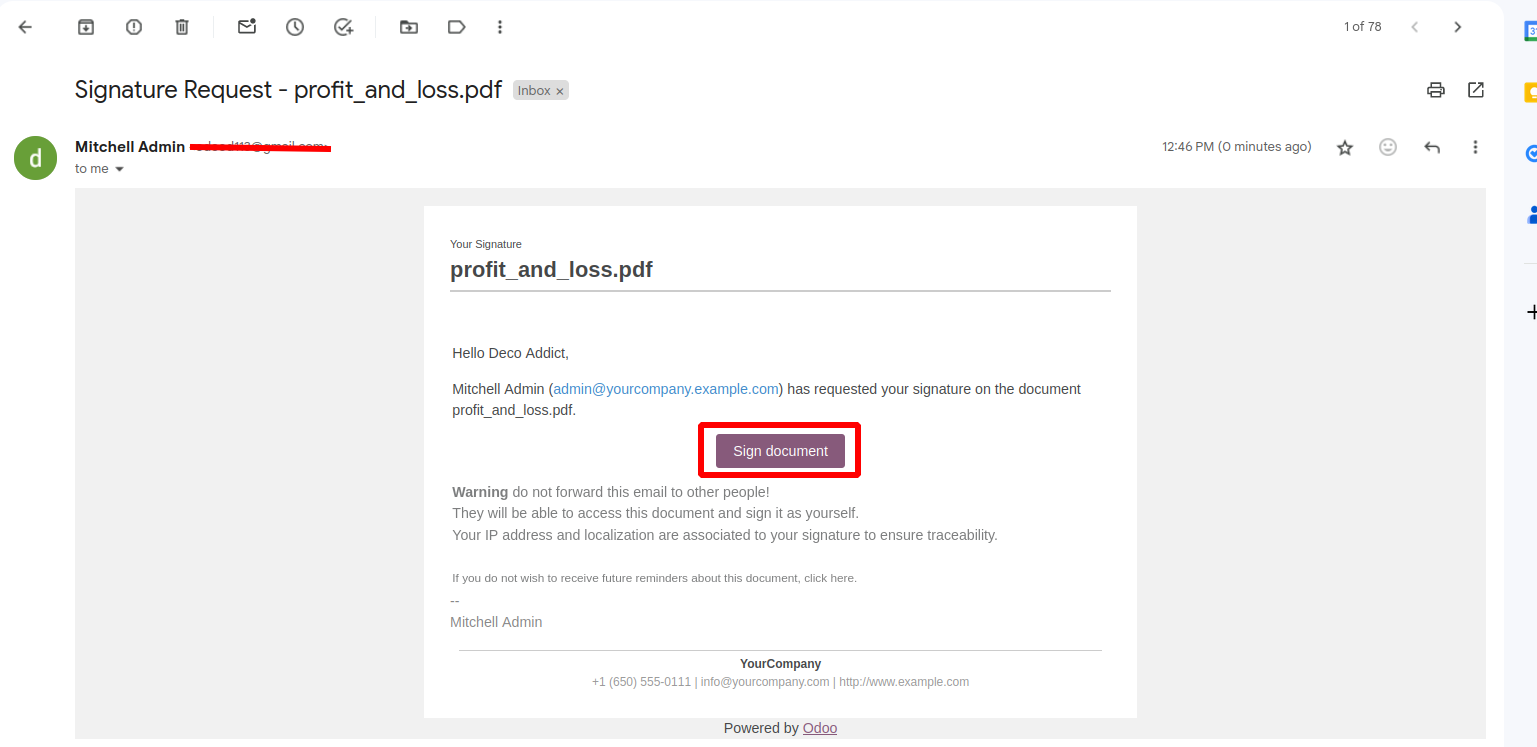 1 of 78
Signature Request - profit_and_loss.pdf Inbox ×
Mitchell Admin
12:46 PM (0 minutes ago)
d
to me
Your Signature
profit_and_loss.pdf
Hello Deco Addict,
Mitchell Admin (admin@yourcompany.example.com) has requested your signature on the document
profit_and_loss.pdf.
Sign document
Warning do not forward this email to other people!
They will be able to access this document and sign it as yourself.
Your IP address and localization are associated to your signature to ensure traceability.
If you do not wish to receive future reminders about this document, click here.
--
Mitchell Admin
YourCompany
+1 (650) 555-0111 | info@yourcompany.com | http://www.example.com
Powered by Odoo